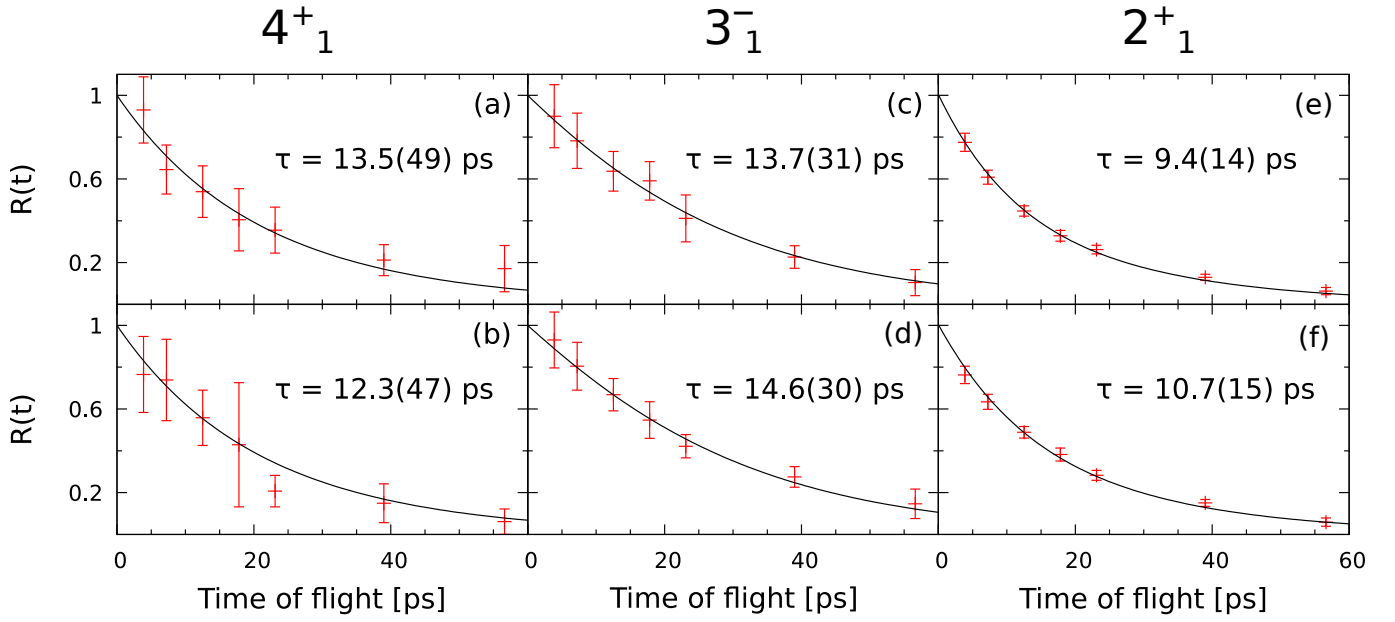 4⁺₁ 3⁻₁ 2⁺₁
1 (a) (c) (e)
τ = 13.5(49) ps τ = 13.7(31) ps τ = 9.4(14) ps
0.6
R(t)
0.2
1 (b) (d) (f)
τ = 12.3(47) ps τ = 14.6(30) ps τ = 10.7(15) ps
0.6
R(t)
0.2
0 20 40 0 20 40 0 20 40 60
Time of flight [ps] Time of flight [ps] Time of flight [ps]